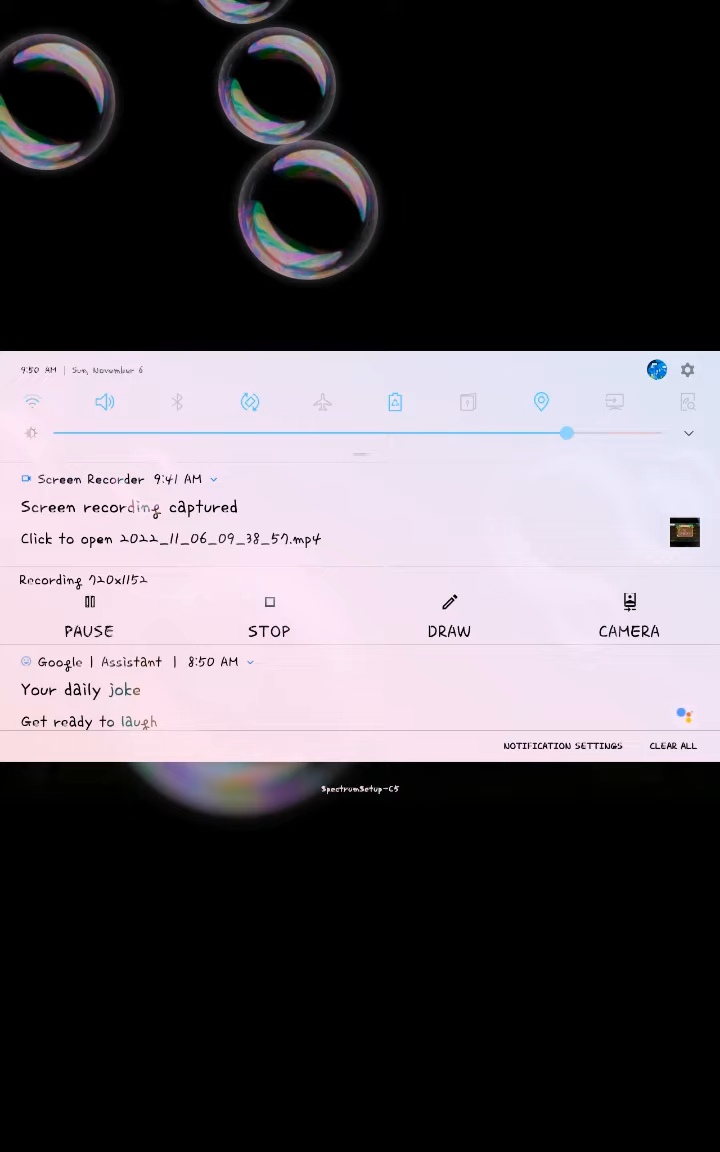 9:50 AM | Sun, November 6
Screen Recorder 9:41 AM
Screen recording captured
Click to open 2022_11_06_09_38_57.mp4
Recording 720x1152
PAUSE STOP DRAW CAMERA
Google | Assistant | 8:50 AM
Your daily joke
Get ready to laugh
NOTIFICATION SETTINGS CLEAR ALL
SpectrumSetup-C5